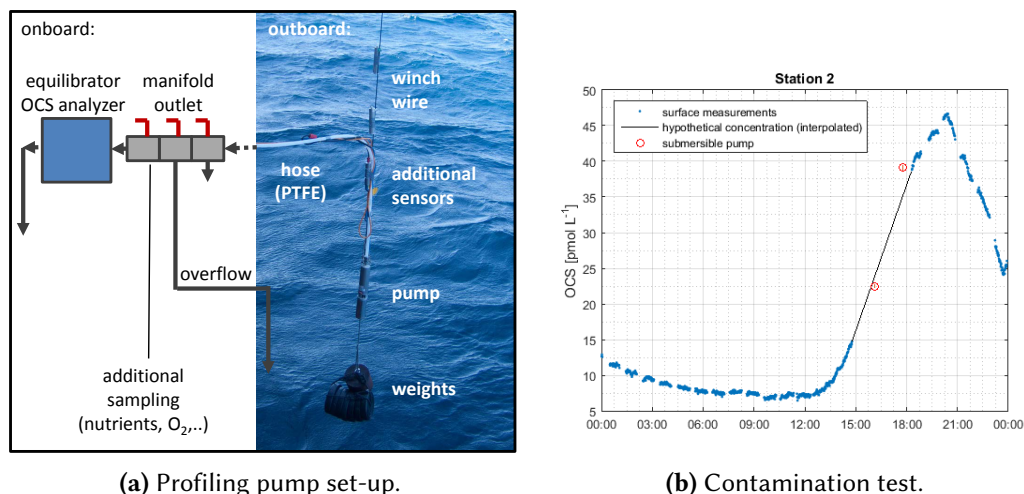 onboard:
outboard:
equilibrator
OCS analyzer
manifold
outlet
winch
wire
hose
(PTFE)
additional
sensors
overflow
pump
additional
sampling
(nutrients, O2,..)
weights
(a) Profiling pump set-up.
Station 2
surface measurements
hypothetical concentration (interpolated)
submersible pump
OCS [pmol L-1]
50
45
40
35
30
25
20
15
10
5
00:00 03:00 06:00 09:00 12:00 15:00 18:00 21:00 00:00
(b) Contamination test.